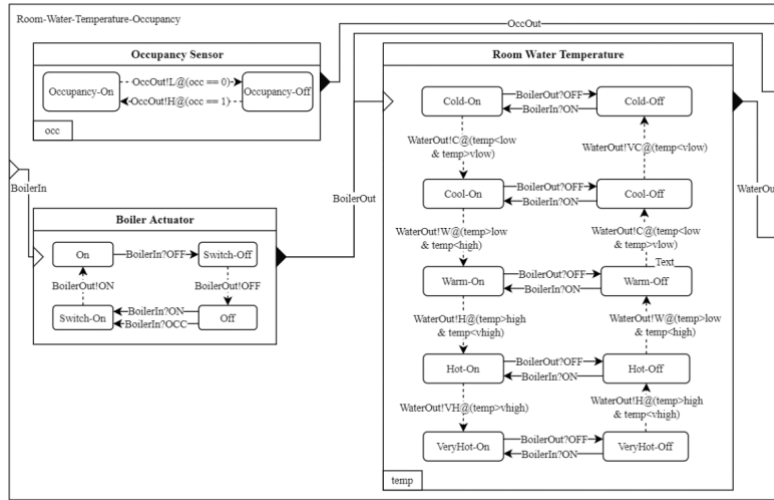 Room-Water-Temperature-Occupancy
OccOut
Occupancy Sensor
Occupancy-On
OccOut!L@(occ == 0)
OccOut!H@(occ == 1)
Occupancy-Off
occ
BoilerIn
Boiler Actuator
On
BoilerIn?OFF
Switch-Off
BoilerOut!ON
BoilerOut!OFF
Switch-On
BoilerIn?ON
BoilerIn?OCC
Off
BoilerOut
Room Water Temperature
Cold-On
BoilerOut?OFF
BoilerIn?ON
Cold-Off
WaterOut!C@(temp<low
& temp>vlow)
WaterOut!VC@(temp<vlow)
Cool-On
BoilerOut?OFF
BoilerIn?ON
Cool-Off
WaterOut!W@(temp>low
& temp<high)
WaterOut!C@(temp<low
& temp>vlow)
Text
Warm-On
BoilerOut?OFF
BoilerIn?ON
Warm-Off
WaterOut!H@(temp>high
& temp<vhigh)
WaterOut!W@(temp>low
& temp<high)
Hot-On
BoilerOut?OFF
BoilerIn?ON
Hot-Off
WaterOut!VH@(temp>vhigh)
WaterOut!H@(temp>high
& temp<vhigh)
VeryHot-On
BoilerOut?OFF
BoilerIn?ON
VeryHot-Off
temp
WaterOut